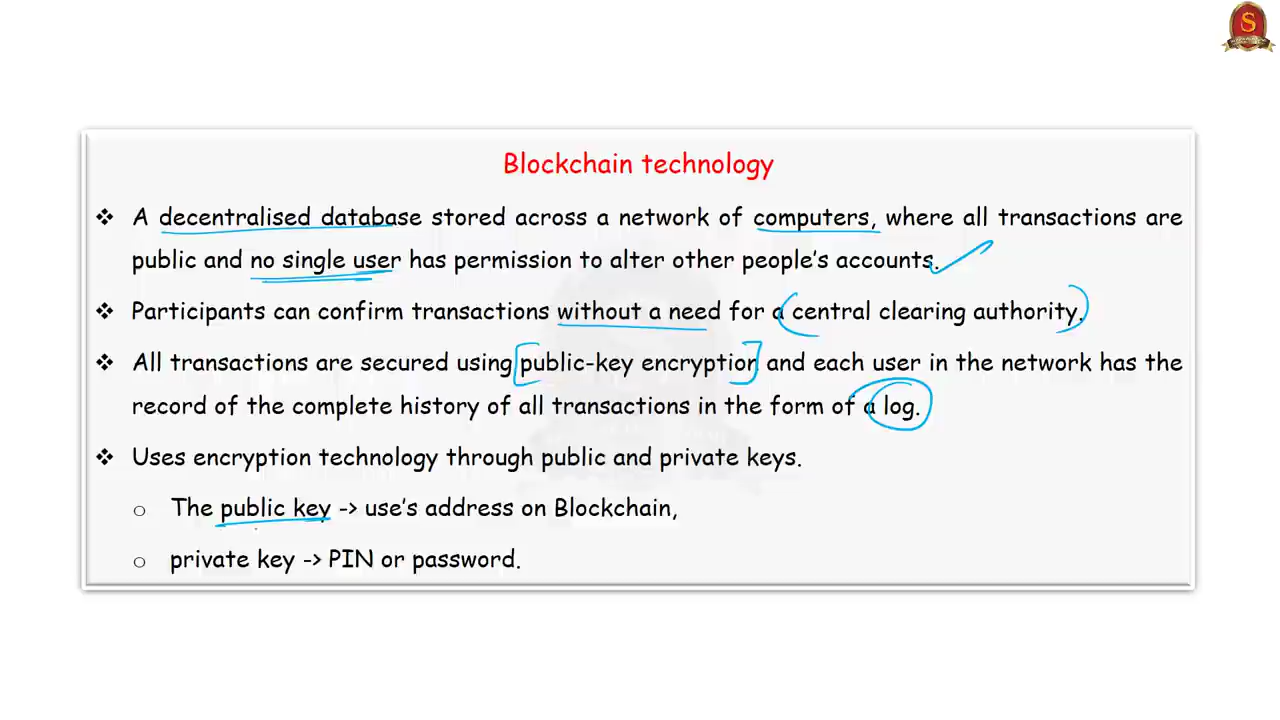 S
Blockchain technology
❖ A decentralised database stored across a network of computers, where all transactions are
public and no single user has permission to alter other people's accounts.
❖ Participants can confirm transactions without a need for a central clearing authority.
❖ All transactions are secured using public-key encryption and each user in the network has the
record of the complete history of all transactions in the form of a log.
❖ Uses encryption technology through public and private keys.
o The public key -> use's address on Blockchain,
o private key -> PIN or password.